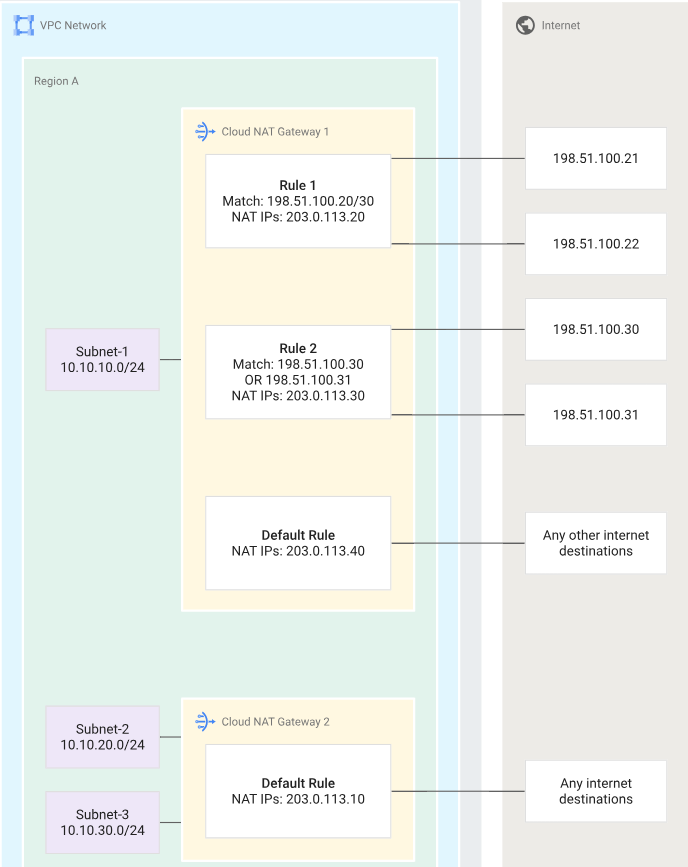 VPC Network
Internet
Region A
Cloud NAT Gateway 1
Rule 1
Match: 198.51.100.20/30
NAT IPs: 203.0.113.20
198.51.100.21
198.51.100.22
Subnet-1
10.10.10.0/24
Rule 2
Match: 198.51.100.30
OR 198.51.100.31
NAT IPs: 203.0.113.30
198.51.100.30
198.51.100.31
Default Rule
NAT IPs: 203.0.113.40
Any other internet
destinations
Subnet-2
10.10.20.0/24
Subnet-3
10.10.30.0/24
Cloud NAT Gateway 2
Default Rule
NAT IPs: 203.0.113.10
Any internet
destinations